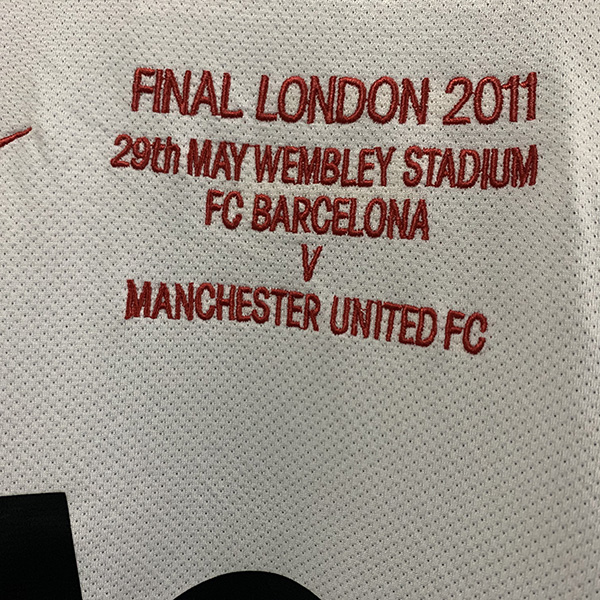 FINAL LONDON 2011
29th MAY WEMBLEY STADIUM
FC BARCELONA
V
MANCHESTER UNITED FC